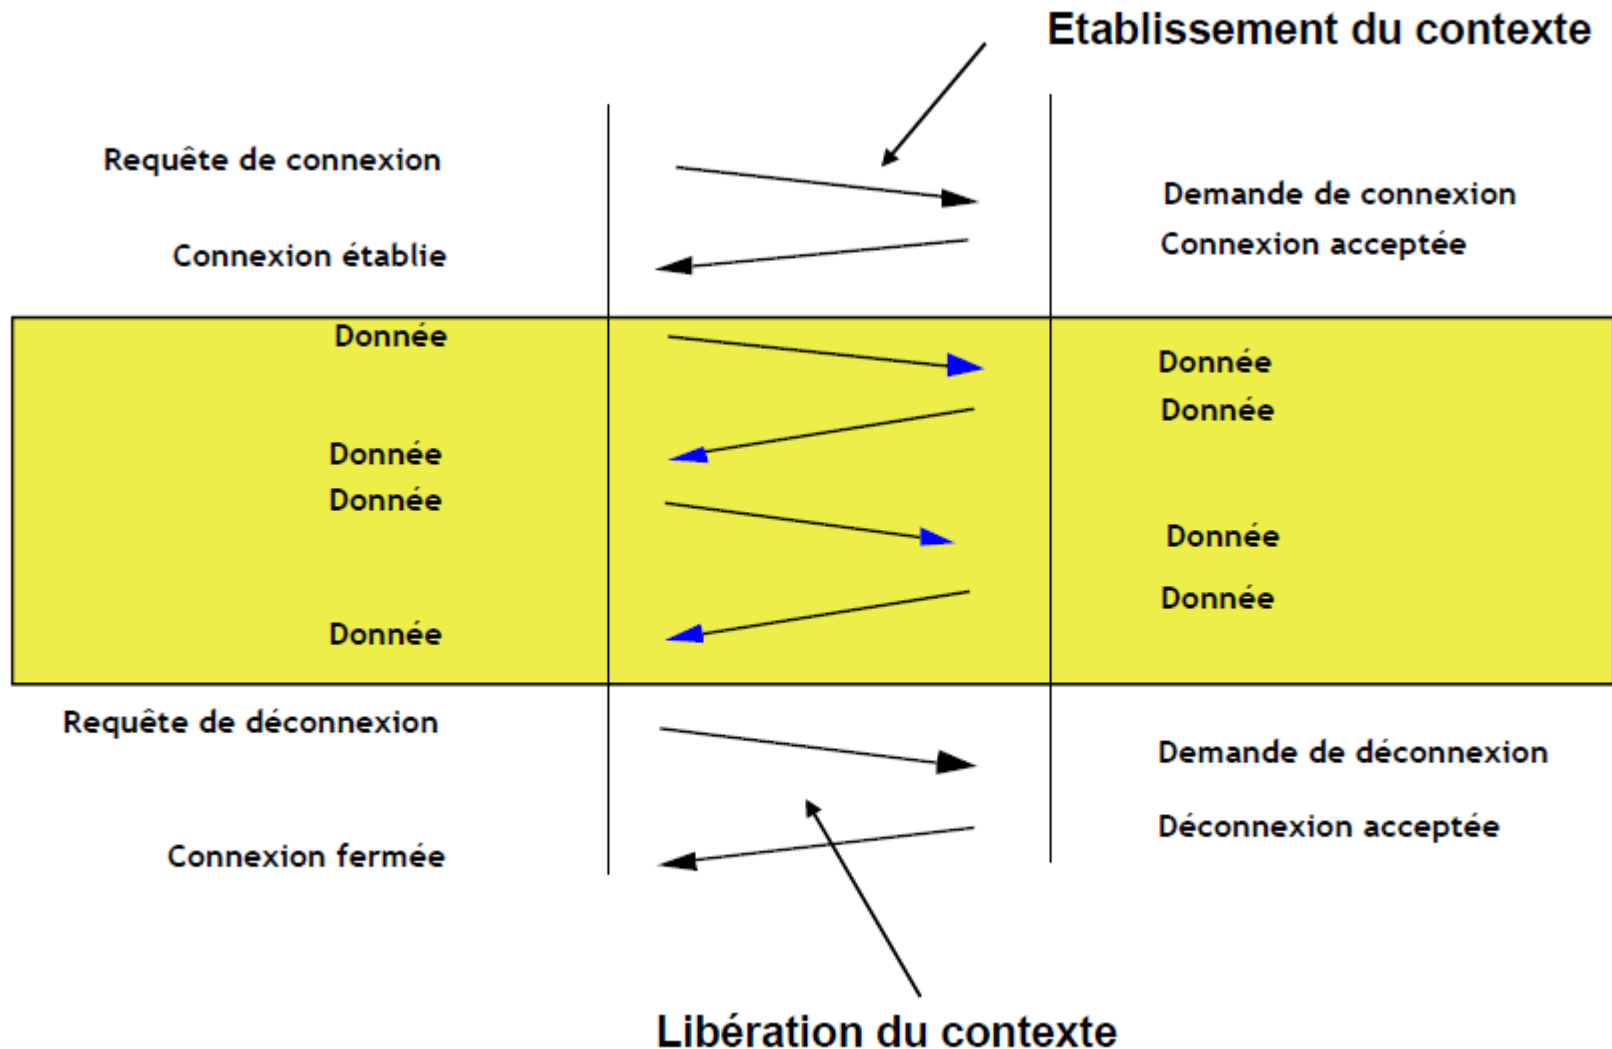 Etablissement du contexte
Requête de connexion
Demande de connexion
Connexion acceptée
Connexion établie
Donnée
Donnée
Donnée
Donnée
Donnée
Donnée
Donnée
Donnée
Requête de déconnexion
Demande de déconnexion
Déconnexion acceptée
Connexion fermée
Libération du contexte